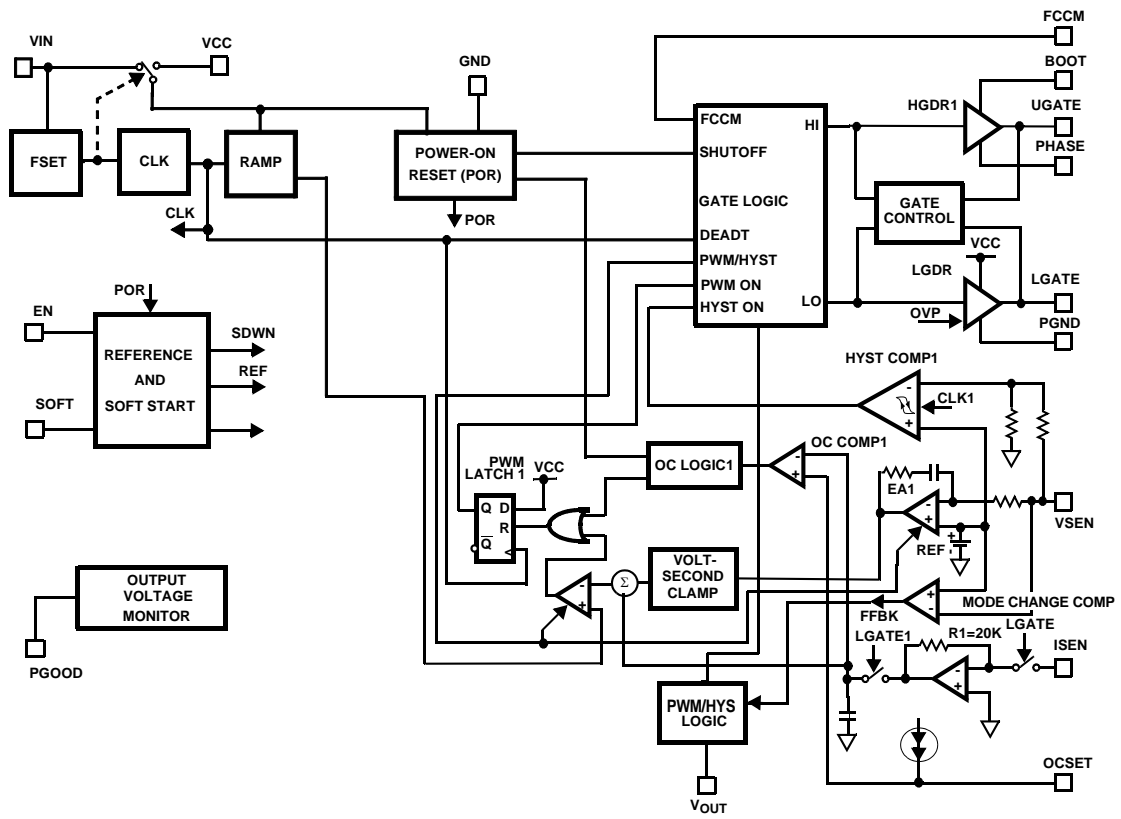 VIN
VCC
GND
FCCM
BOOT
HGDR1
UGATE
PHASE
FSET
CLK
RAMP
POWER-ON
RESET (POR)
POR
CLK
FCCM
HI
SHUTOFF
GATE LOGIC
DEADT
PWM/HYST
PWM ON
HYST ON
LO
GATE
CONTROL
VCC
LGDR
LGATE
OVP
PGND
POR
EN
REFERENCE
AND
SOFT START
SDWN
REF
SOFT
HYST COMP1
-
+
CLK1
OC COMP1
-
+
OC LOGIC1
PWM
LATCH 1
VCC
Q D
R
Q
<
EA1
-
+
VSEN
REF
+
-
VOLT-
SECOND
CLAMP
Σ
-
+
OUTPUT
VOLTAGE
MONITOR
PGOOD
+
-
FFBK
MODE CHANGE COMP
LGATE1
R1=20K
LGATE
ISEN
-
+
PWM/HYS
LOGIC
OCSET
VOUT